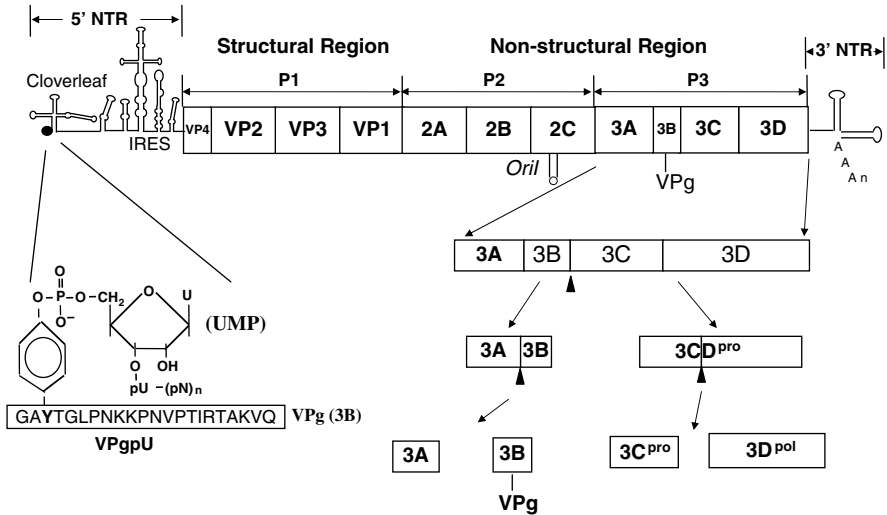 5' NTR
Structural Region
Non-structural Region
3' NTR
Cloverleaf
P1
P2
P3
VP4
VP2
VP3
VP1
2A
2B
2C
3A
3B
3C
3D
IRES
OriI
VPg
A
A
A n
3A
3B
3C
3D
O
O
P
O
CH2
O
U
O−
(UMP)
O
OH
pU −(pN)n
3A
3B
3CDpro
GAYTGLPNKKPNVPTIRTAKVQ
VPg (3B)
VPgpU
3A
3B
3Cpro
3Dpol
VPg